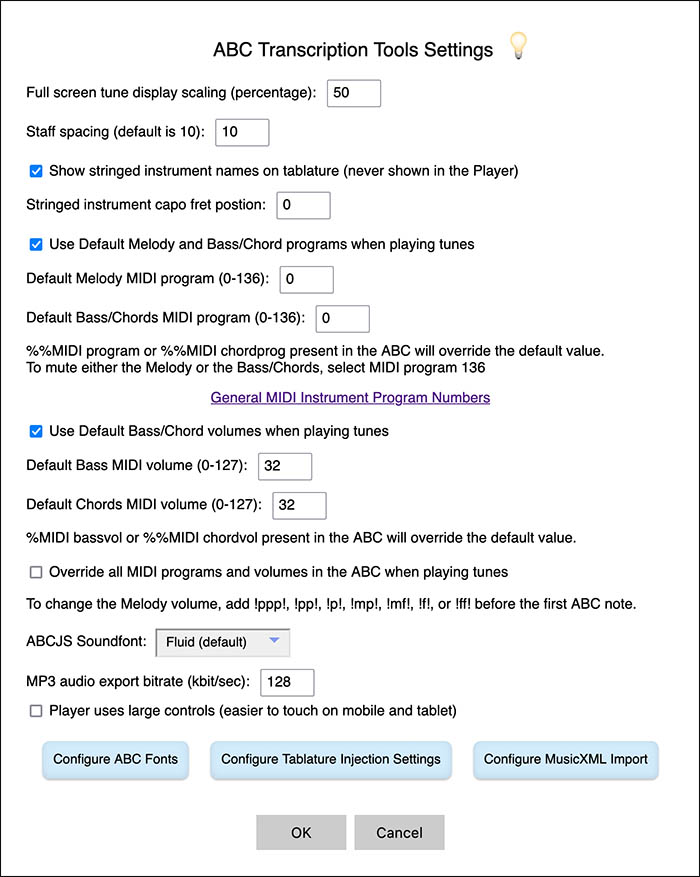 ABC Transcription Tools Settings
Full screen tune display scaling (percentage): 50
Staff spacing (default is 10): 10
Show stringed instrument names on tablature (never shown in the Player)
Stringed instrument capo fret postion: 0
Use Default Melody and Bass/Chord programs when playing tunes
Default Melody MIDI program (0-136): 0
Default Bass/Chords MIDI program (0-136): 0
%%MIDI program or %%MIDI chordprog present in the ABC will override the default value.
To mute either the Melody or the Bass/Chords, select MIDI program 136
General MIDI Instrument Program Numbers
Use Default Bass/Chord volumes when playing tunes
Default Bass MIDI volume (0-127): 32
Default Chords MIDI volume (0-127): 32
%MIDI bassvol or %%MIDI chordvol present in the ABC will override the default value.
Override all MIDI programs and volumes in the ABC when playing tunes
To change the Melody volume, add !ppp!, !pp!, !p!, !mp!, !mf!, !f!, or !ff! before the first ABC note.
ABCJS Soundfont: Fluid (default)
MP3 audio export bitrate (kbit/sec): 128
Player uses large controls (easier to touch on mobile and tablet)
Configure ABC Fonts Configure Tablature Injection Settings Configure MusicXML Import
OK Cancel